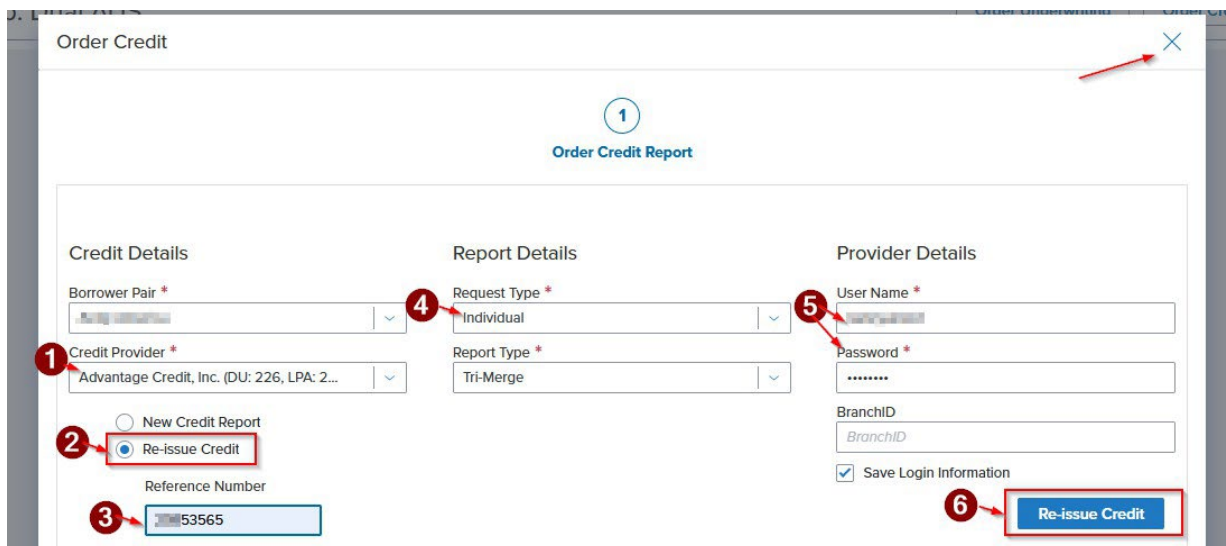 Order Underwriting
Order Credit
1
Order Credit Report
Credit Details
Borrower Pair *
1
Credit Provider *
Advantage Credit, Inc. (DU: 226, LPA: 2...
New Credit Report
2
Re-issue Credit
Reference Number
3
53565
Report Details
4
Request Type *
Individual
Report Type *
Tri-Merge
Provider Details
User Name *
5
Password *
••••••••
BranchID
BranchID
Save Login Information
6
Re-issue Credit